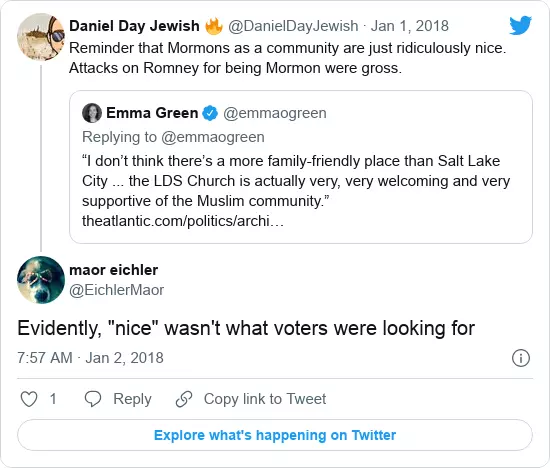 Daniel Day Jewish 🔥 @DanielDayJewish · Jan 1, 2018
Reminder that Mormons as a community are just ridiculously nice.
Attacks on Romney for being Mormon were gross.
Emma Green @emmaogreen
Replying to @emmaogreen
“I don’t think there’s a more family-friendly place than Salt Lake
City ... the LDS Church is actually very, very welcoming and very
supportive of the Muslim community.”
theatlantic.com/politics/archi…
maor eichler
@EichlerMaor
Evidently, "nice" wasn't what voters were looking for
7:57 AM · Jan 2, 2018
1 Reply Copy link to Tweet
Explore what's happening on Twitter